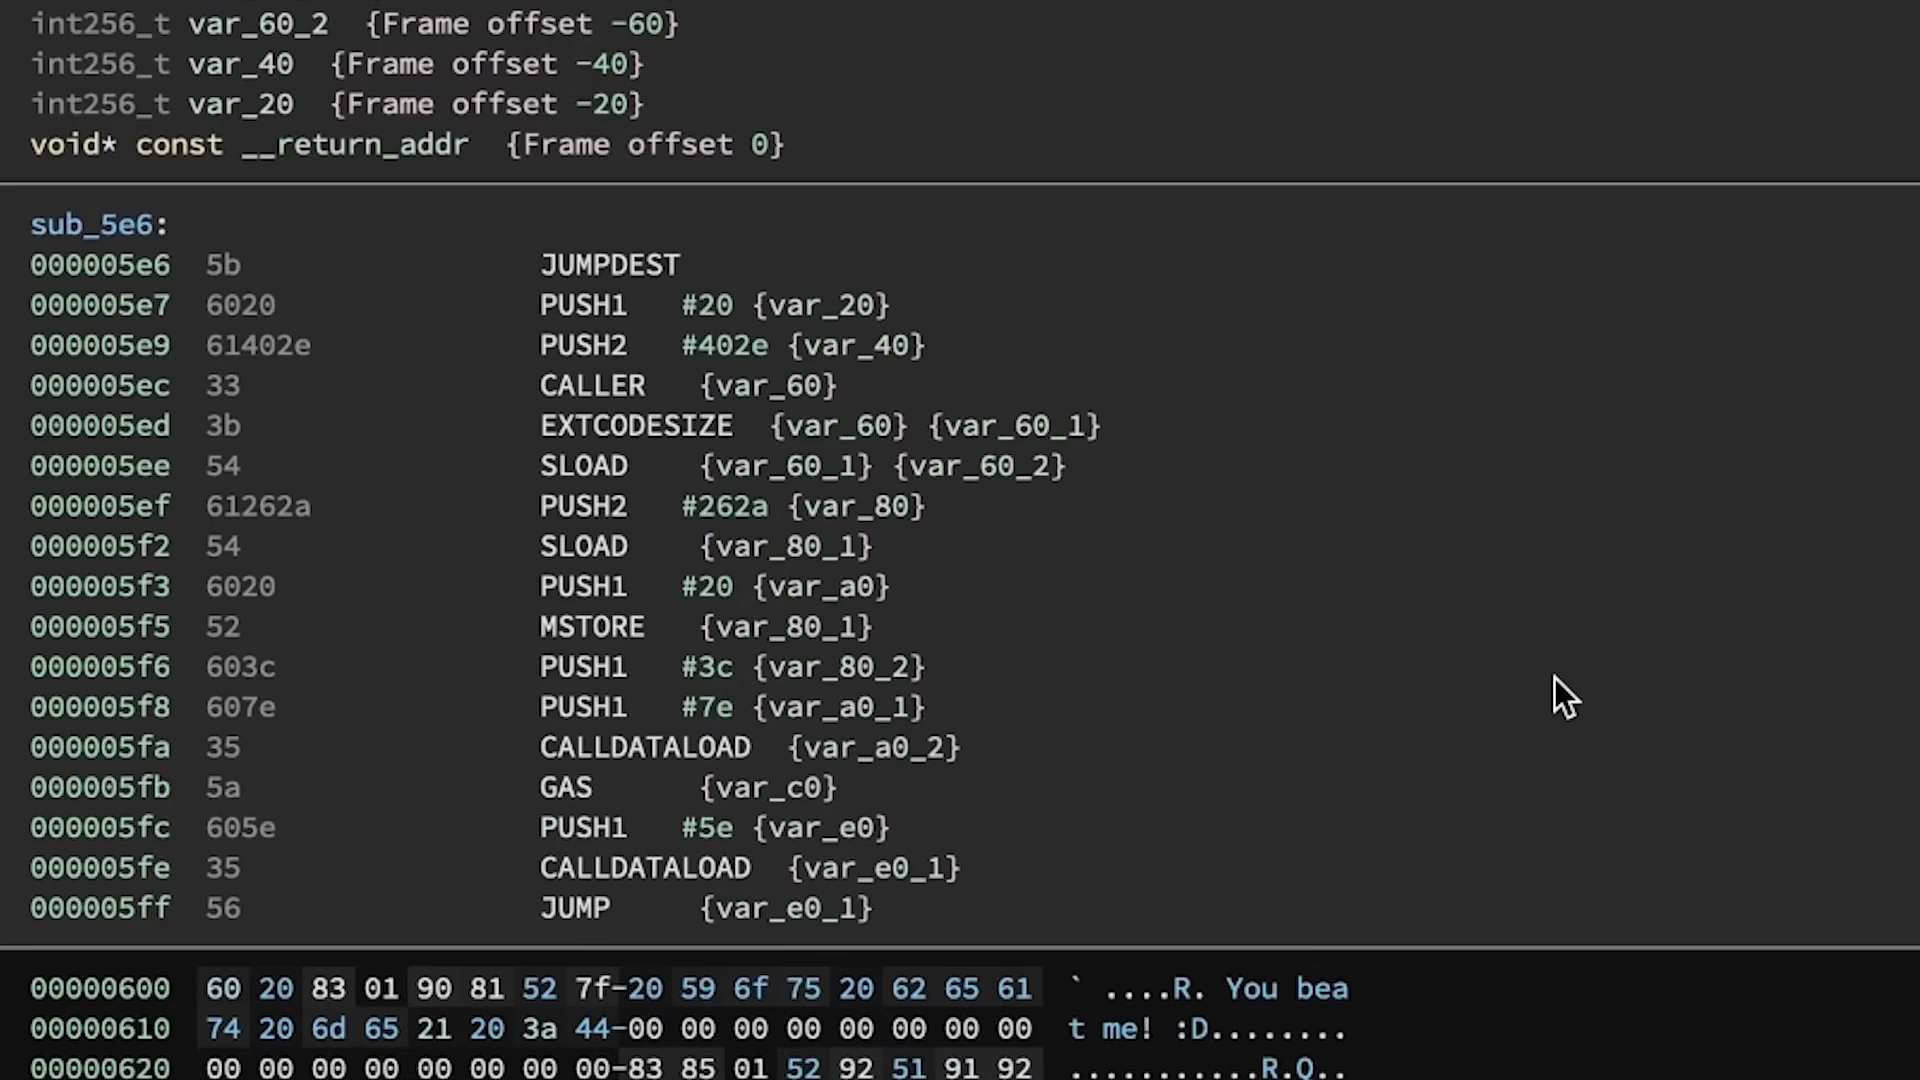 int256_t var_60_2  {Frame offset -60}
int256_t var_40  {Frame offset -40}
int256_t var_20  {Frame offset -20}
void* const __return_addr  {Frame offset 0}
sub_5e6:
000005e6  5b  JUMPDEST
000005e7  6020  PUSH1  #20 {var_20}
000005e9  61402e  PUSH2  #402e {var_40}
000005ec  33  CALLER  {var_60}
000005ed  3b  EXTCODESIZE  {var_60} {var_60_1}
000005ee  54  SLOAD  {var_60_1} {var_60_2}
000005ef  61262a  PUSH2  #262a {var_80}
000005f2  54  SLOAD  {var_80_1}
000005f3  6020  PUSH1  #20 {var_a0}
000005f5  52  MSTORE  {var_80_1}
000005f6  603c  PUSH1  #3c {var_80_2}
000005f8  607e  PUSH1  #7e {var_a0_1}
000005fa  35  CALLDATALOAD  {var_a0_2}
000005fb  5a  GAS  {var_c0}
000005fc  605e  PUSH1  #5e {var_e0}
000005fe  35  CALLDATALOAD  {var_e0_1}
000005ff  56  JUMP  {var_e0_1}
00000600  60 20 83 01 90 81 52 7f-20 59 6f 75 20 62 65 61  ` ....R. You bea
00000610  74 20 6d 65 21 20 3a 44-00 00 00 00 00 00 00 00  t me! :D........
00000620  00 00 00 00 00 00 00 00-83 85 01 52 92 51 91 92  ...........R.Q..